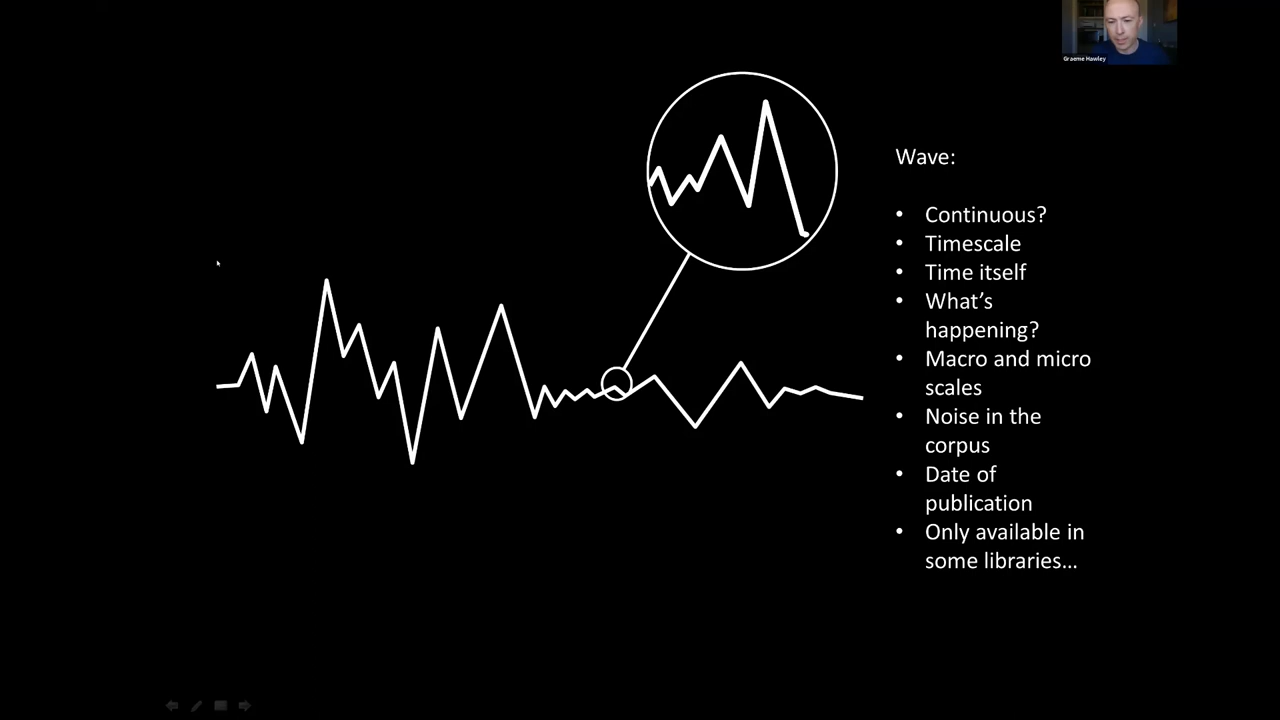 Graeme Hawley
Wave:
• Continuous?
• Timescale
• Time itself
• What’s
happening?
• Macro and micro
scales
• Noise in the
corpus
• Date of
publication
• Only available in
some libraries…